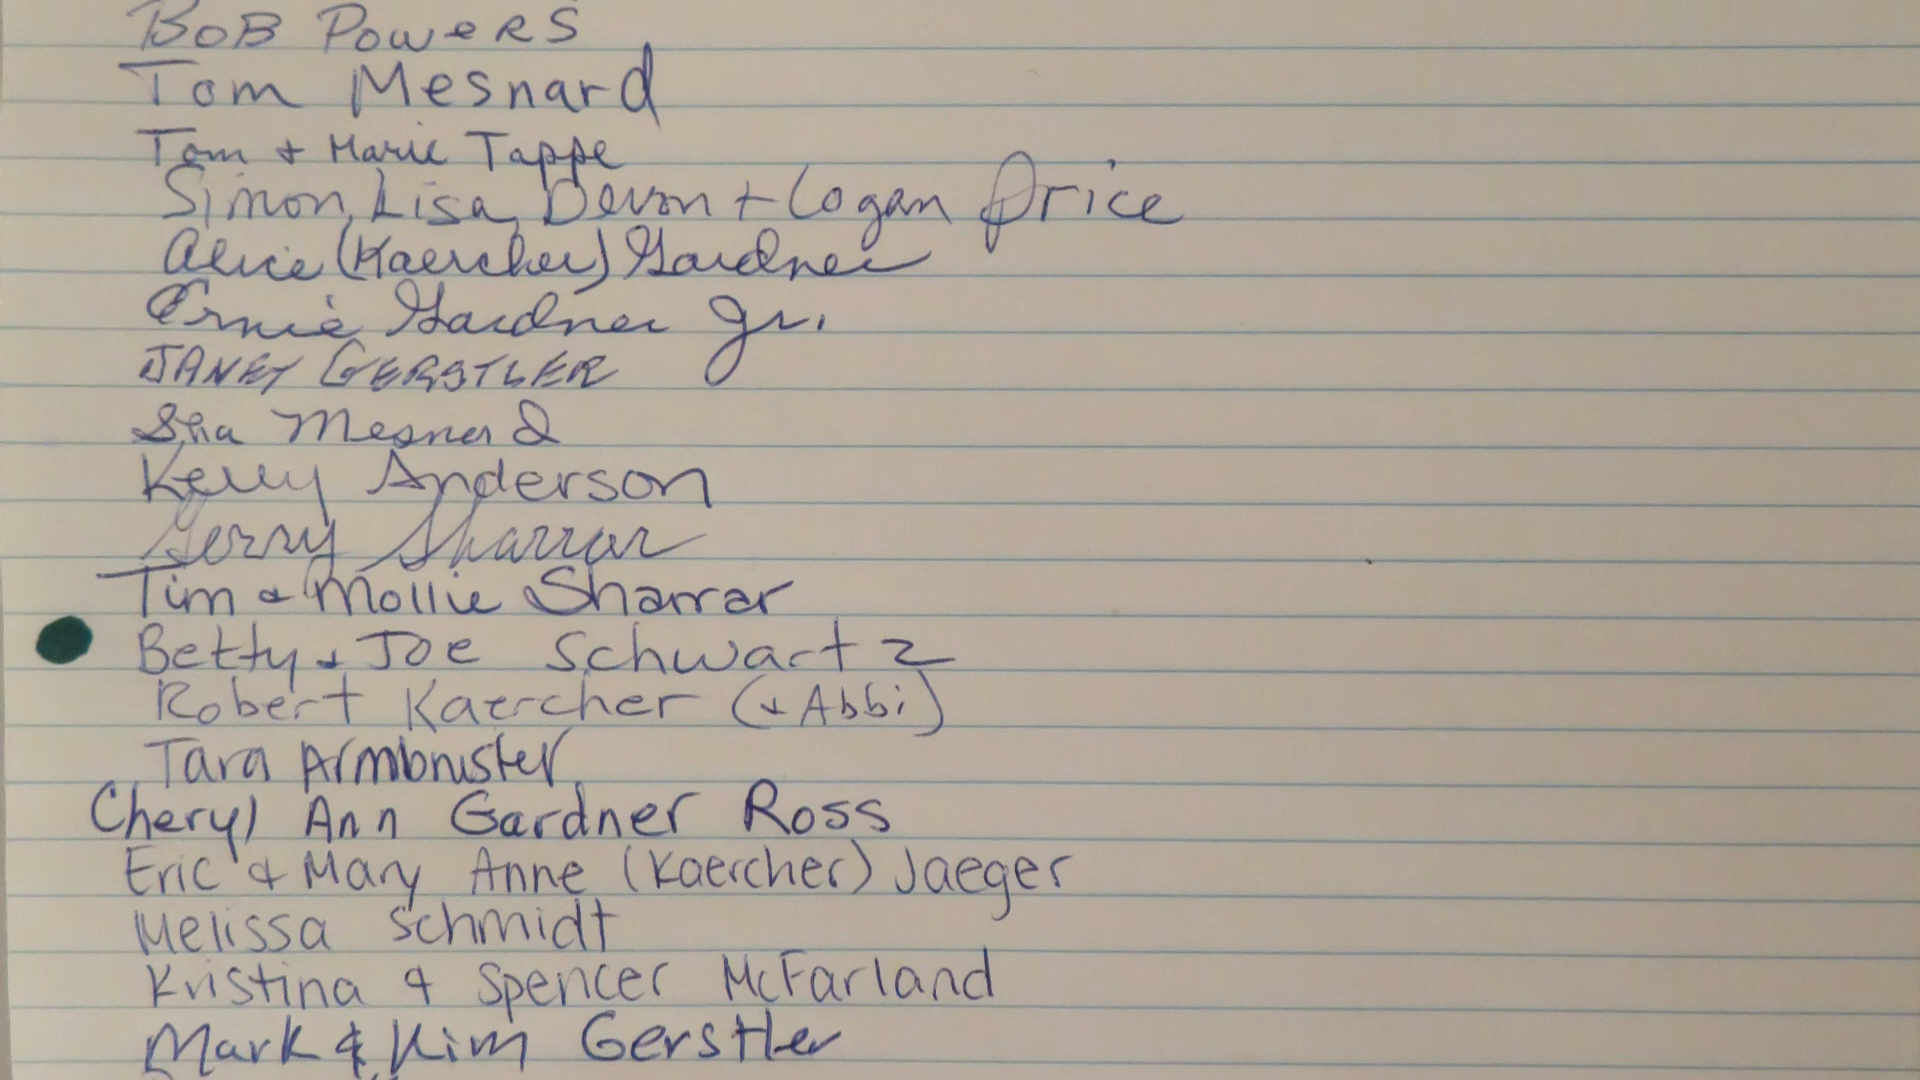 BOB POWERS
Tom Mesnard
Tom + Marie Tappe
Simon, Lisa, Devon + Logan Price
Alice (Kaercher) Gardner
Ernie Gardner Jr.
JANET GERSTLER
Mesnard
Kelly Anderson
Gerry Sharrar
Tim & Mollie Sharrar
Betty & Joe Schwartz
Robert Kaercher (& Abbi)
Tara Armbruster
Cheryl Ann Gardner Ross
Eric & Mary Anne (Kaercher) Jaeger
Melissa Schmidt
Kristina & Spencer McFarland
Mark & Kim Gerstler